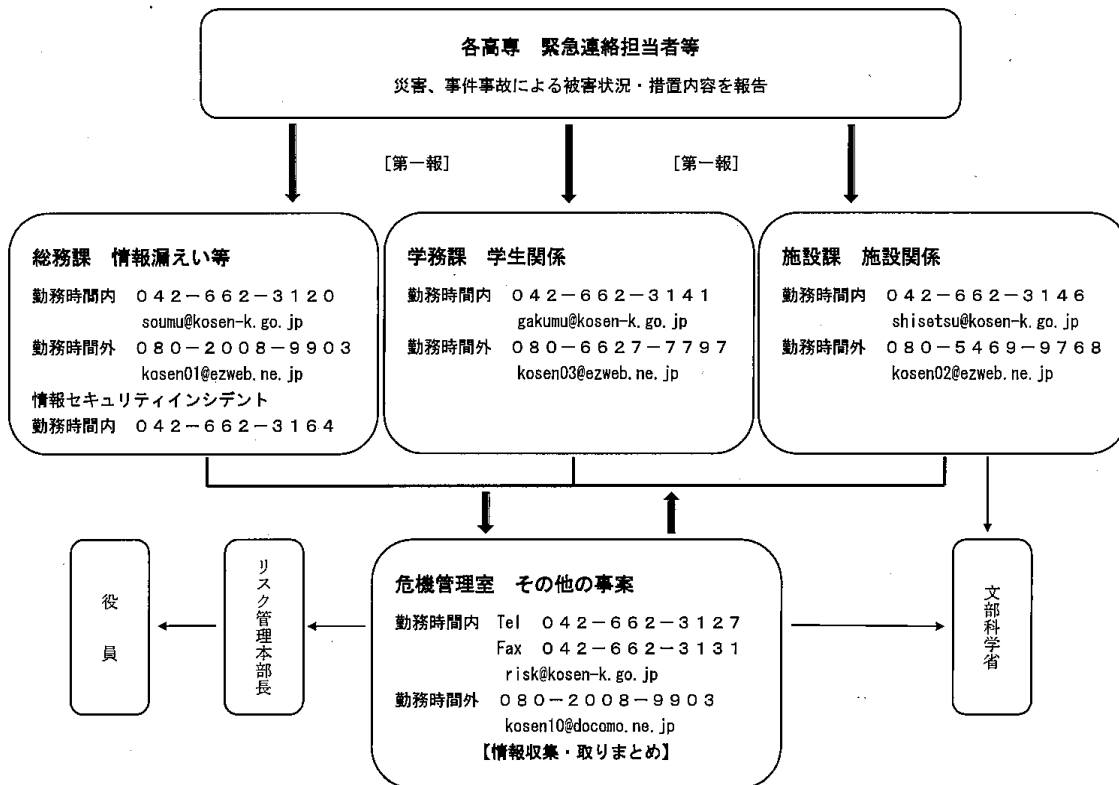 各高専　緊急連絡担当者等
災害、事件事故による被害状況・措置内容を報告
[第一報]
[第一報]
総務課　情報漏えい等
勤務時間内　０４２－６６２－３１２０
soumu@kosen-k.go.jp
勤務時間外　０８０－２００８－９９０３
kosen01@ezweb.ne.jp
情報セキュリティインシデント
勤務時間内　０４２－６６２－３１６４
学務課　学生関係
勤務時間内　０４２－６６２－３１４１
gakumu@kosen-k.go.jp
勤務時間外　０８０－６６２７－７７９７
kosen03@ezweb.ne.jp
施設課　施設関係
勤務時間内　０４２－６６２－３１４６
shisetsu@kosen-k.go.jp
勤務時間外　０８０－５４６９－９７６８
kosen02@ezweb.ne.jp
役員
リスク管理本部長
危機管理室　その他の事案
勤務時間内　Tel　０４２－６６２－３１２７
Fax　０４２－６６２－３１３１
risk@kosen-k.go.jp
勤務時間外　０８０－２００８－９９０３
kosen10@docomo.ne.jp
【情報収集・取りまとめ】
文部科学省